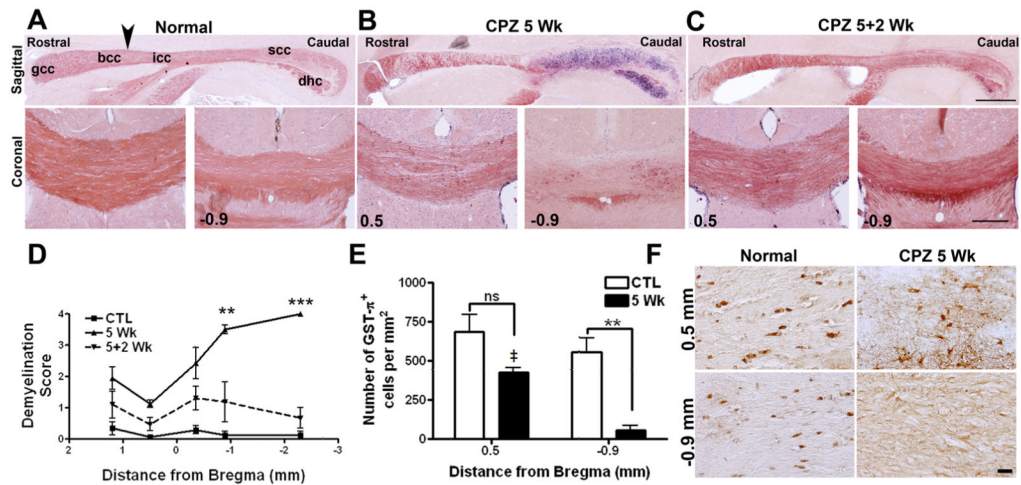 A
Normal
Rostral
Caudal
gcc
bcc
icc
scc
dhc
Sagittal
B
CPZ 5 Wk
Rostral
Caudal
C
CPZ 5+2 Wk
Rostral
Caudal
Coronal
-0.9
0.5
-0.9
0.5
-0.9
D
CTL
5 Wk
5+2 Wk
** ***
Demyelination
Score
4
3
2
1
0
2 1 0 -1 -2 -3
Distance from Bregma (mm)
E
CTL
5 Wk
ns
‡
**
Number of GST-π+
cells per mm2
1000
750
500
250
0
0.5 -0.9
Distance from Bregma (mm)
F
Normal CPZ 5 Wk
0.5 mm
-0.9 mm